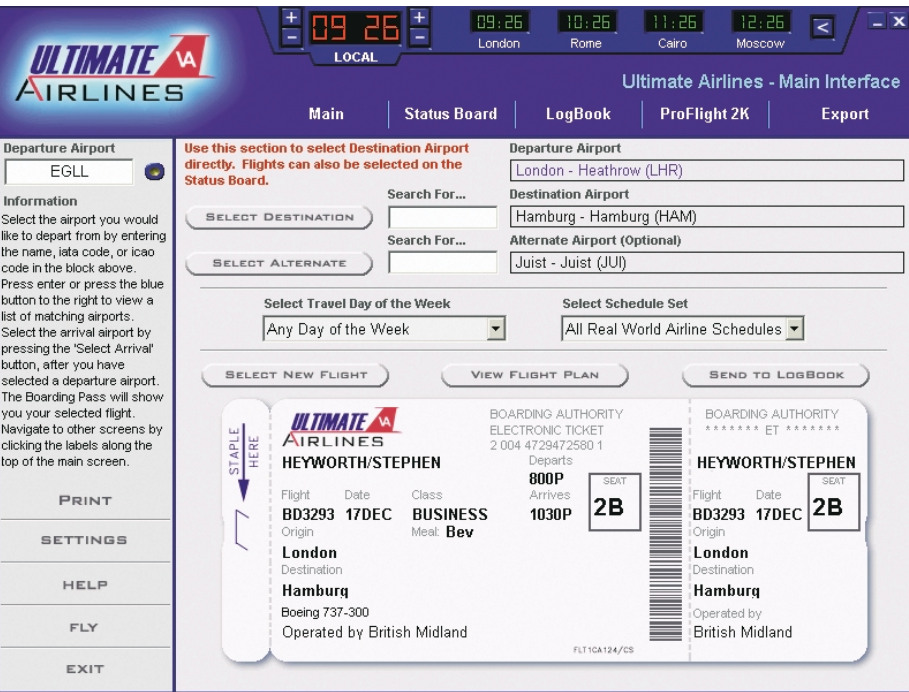 ULTIMATE VA
AIRLINES
+ - 09 26 + -
LOCAL
09:26 10:26 11:26 12:26
London Rome Cairo Moscow
< - X
Ultimate Airlines - Main Interface
Main Status Board LogBook ProFlight 2K Export
Departure Airport
EGLL
Information
Select the airport you would
like to depart from by entering
the name, iata code, or icao
code in the block above.
Press enter or press the blue
button to the right to view a
list of matching airports.
Select the arrival airport by
pressing the 'Select Arrival'
button, after you have
selected a departure airport.
The Boarding Pass will show
you your selected flight.
Navigate to other screens by
clicking the labels along the
top of the main screen.
PRINT
SETTINGS
HELP
FLY
EXIT
Use this section to select Destination Airport
directly. Flights can also be selected on the
Status Board.
Search For...
SELECT DESTINATION
Search For...
SELECT ALTERNATE
Departure Airport
London - Heathrow (LHR)
Destination Airport
Hamburg - Hamburg (HAM)
Alternate Airport (Optional)
Juist - Juist (JUI)
Select Travel Day of the Week
Any Day of the Week
Select Schedule Set
All Real World Airline Schedules
SELECT NEW FLIGHT
VIEW FLIGHT PLAN
SEND TO LOGBOOK
STAPLE
HERE
ULTIMATE VA
AIRLINES
BOARDING AUTHORITY
ELECTRONIC TICKET
2 004 4729472580 1
HEYWORTH/STEPHEN
Departs
800P
Flight Date Class Arrives
BD3293 17DEC BUSINESS 1030P
SEAT
2B
Origin Meal: Bev
London
Destination
Hamburg
Boeing 737-300
Operated by British Midland
FLT1CA124/CS
BOARDING AUTHORITY
* * * * * * * ET * * * * * * *
HEYWORTH/STEPHEN
Flight Date
BD3293 17DEC
SEAT
2B
Origin
London
Destination
Hamburg
Operated by
British Midland